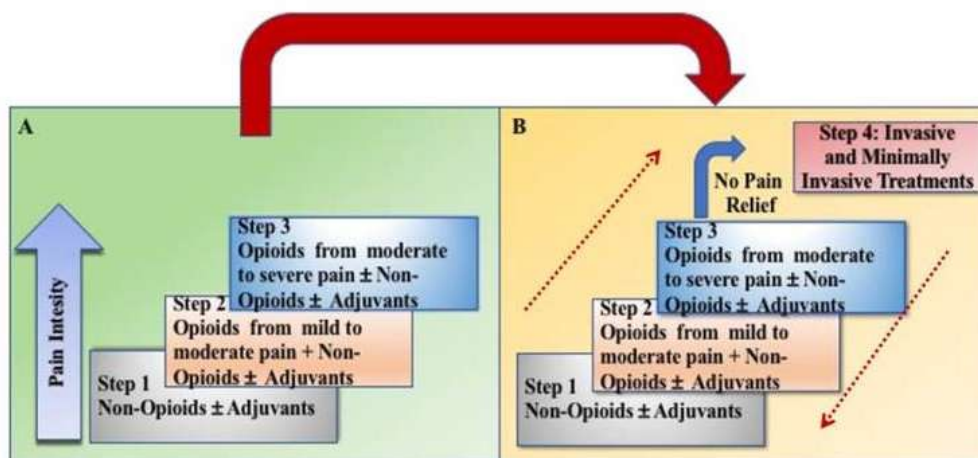 A
Pain Intesity
Step 3
Opioids from moderate
to severe pain ± Non-
Opioids ± Adjuvants
Step 2
Opioids from mild to
moderate pain + Non-
Opioids ± Adjuvants
Step 1
Non-Opioids ± Adjuvants
B
Step 4: Invasive
and Minimally
Invasive Treatments
No Pain
Relief
Step 3
Opioids from moderate
to severe pain ± Non-
Opioids ± Adjuvants
Step 2
Opioids from mild to
moderate pain + Non-
Opioids ± Adjuvants
Step 1
Non-Opioids ± Adjuvants